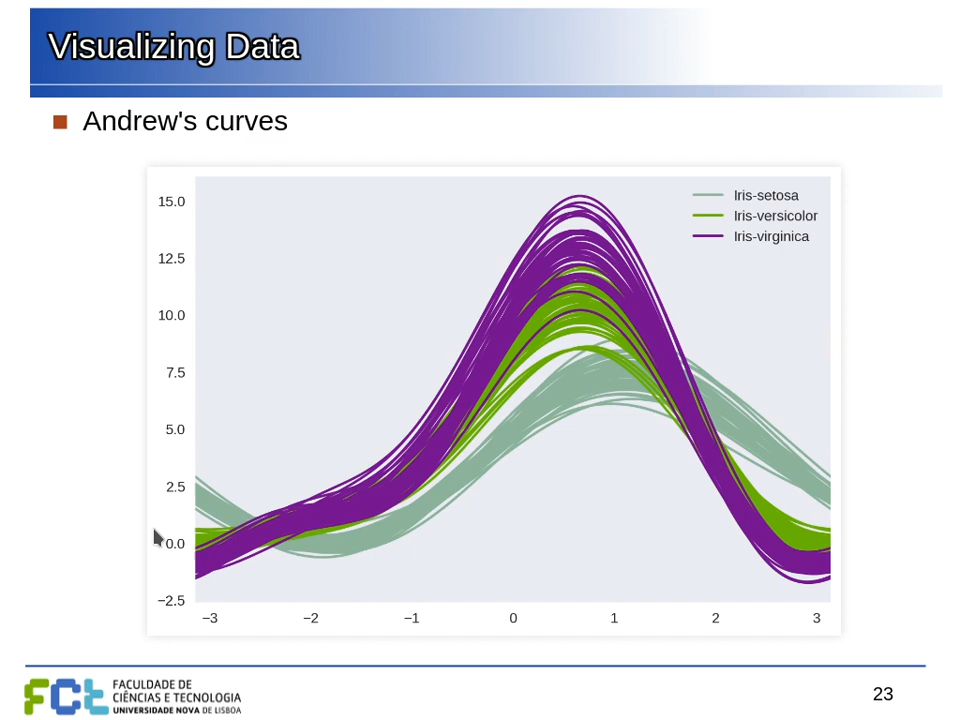 Visualizing Data
Andrew's curves
Iris-setosa
Iris-versicolor
Iris-virginica
15.0
12.5
10.0
7.5
5.0
2.5
0.0
−2.5
−3 −2 −1 0 1 2 3
FCt
FACULDADE DE
CIÊNCIAS E TECNOLOGIA
UNIVERSIDADE NOVA DE LISBOA
23